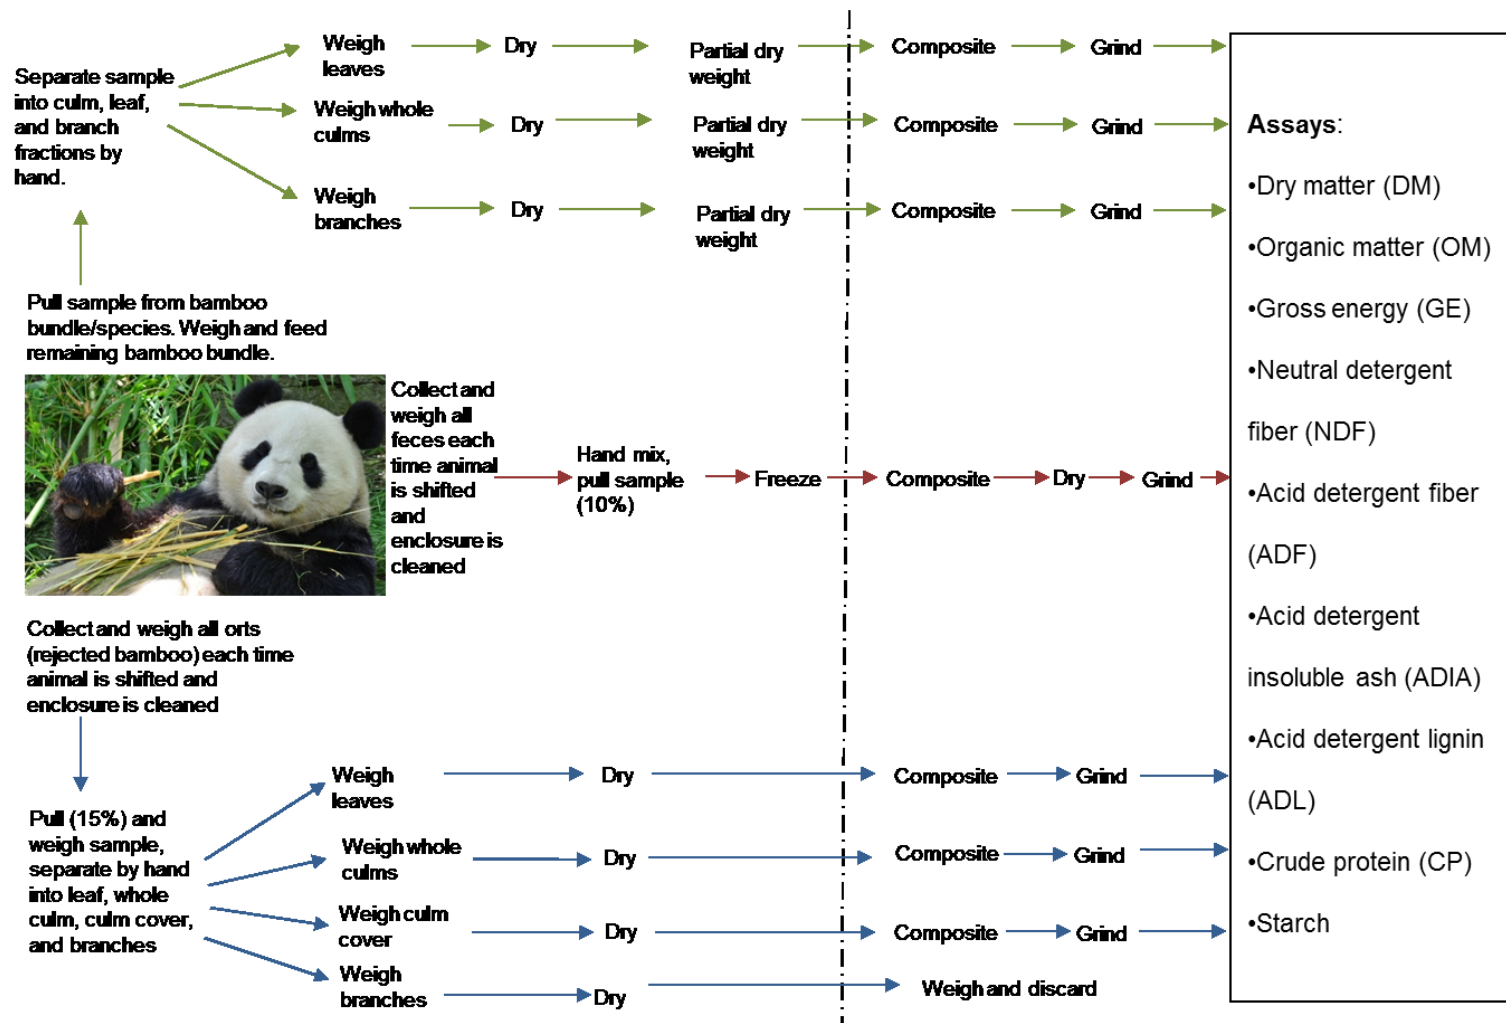 Separate sample
into culm, leaf,
and branch
fractions by
hand.
Weigh
leaves
Dry
Partial dry
weight
Composite
Grind
Weigh whole
culms
Dry
Partial dry
weight
Composite
Grind
Weigh
branches
Dry
Partial dry
weight
Composite
Grind
Pull sample from bamboo
bundle/species. Weigh and feed
remaining bamboo bundle.
Collect and
weigh all
feces each
time animal
is shifted
and
enclosure is
cleaned
Hand mix,
pull sample
(10%)
Freeze
Composite
Dry
Grind
Collect and weigh all orts
(rejected bamboo) each time
animal is shifted and
enclosure is cleaned
Pull (15%) and
weigh sample,
separate by hand
into leaf, whole
culm, culm cover,
and branches
Weigh
leaves
Dry
Composite
Grind
Weigh whole
culms
Dry
Composite
Grind
Weigh culm
cover
Dry
Composite
Grind
Weigh
branches
Dry
Weigh and discard
Assays:
•Dry matter (DM)
•Organic matter (OM)
•Gross energy (GE)
•Neutral detergent
fiber (NDF)
•Acid detergent fiber
(ADF)
•Acid detergent
insoluble ash (ADIA)
•Acid detergent lignin
(ADL)
•Crude protein (CP)
•Starch